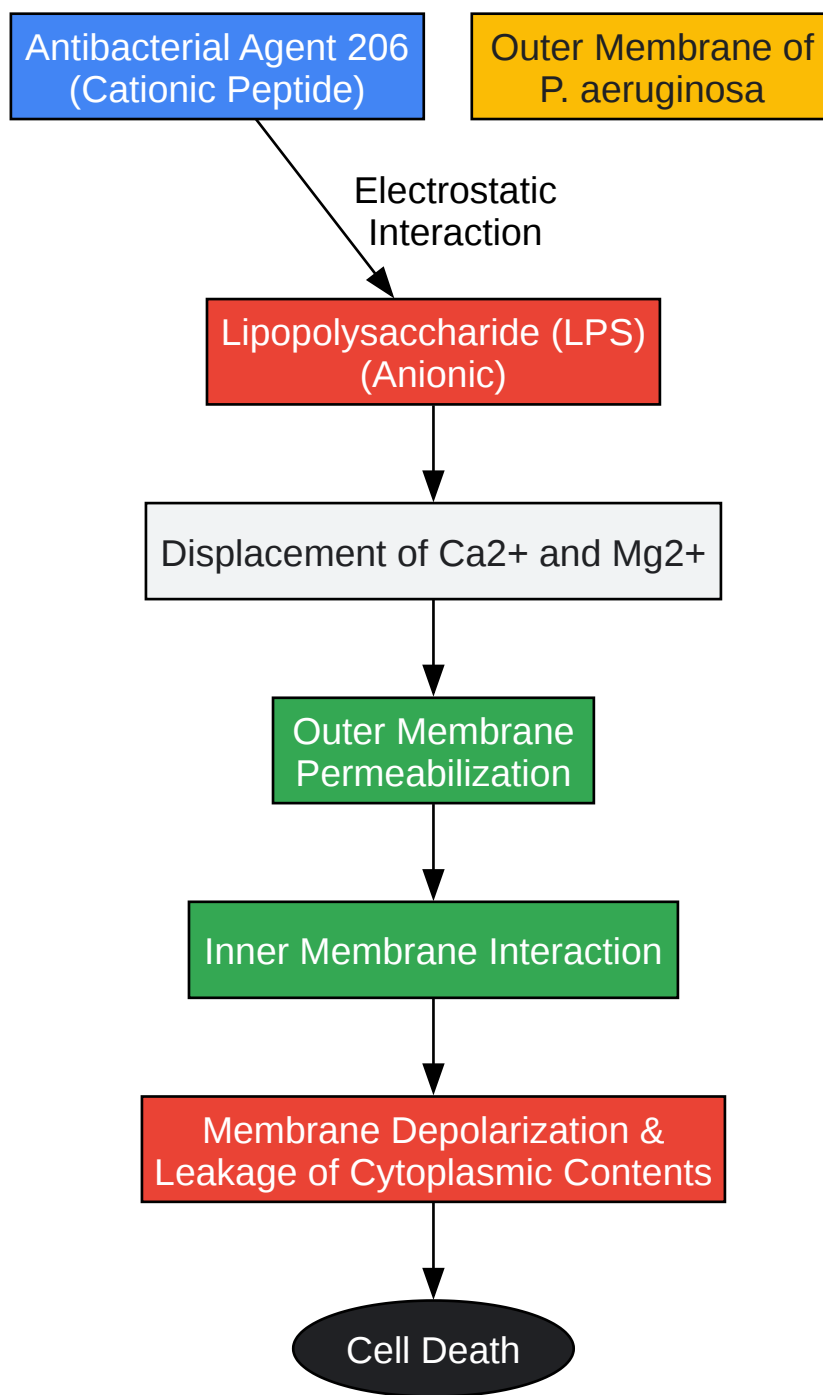 Antibacterial Agent 206
(Cationic Peptide)
Outer Membrane of
P. aeruginosa
Electrostatic
Interaction
Lipopolysaccharide (LPS)
(Anionic)
Displacement of Ca2+ and Mg2+
Outer Membrane
Permeabilization
Inner Membrane Interaction
Membrane Depolarization &
Leakage of Cytoplasmic Contents
Cell Death